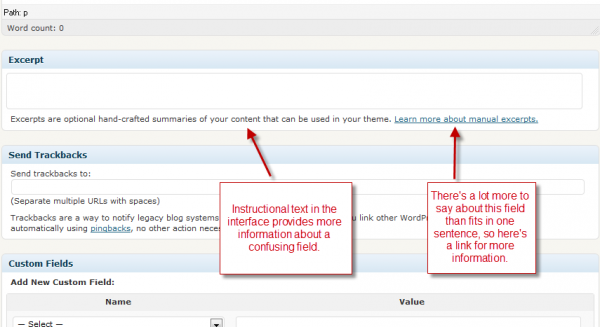 Path: p
Word count: 0
Excerpt
Excerpts are optional hand-crafted summaries of your content that can be used in your theme. Learn more about manual excerpts.
Send Trackbacks
Send trackbacks to:
(Separate multiple URLs with spaces)
Trackbacks are a way to notify legacy blog systems u link other WordP
automatically using pingbacks, no other action neces
Instructional text in the
interface provides more
information about a
confusing field.
There's a lot more to
say about this field
than fits in one
sentence, so here's
a link for more
information.
Custom Fields
Add New Custom Field:
Name Value
— Select —